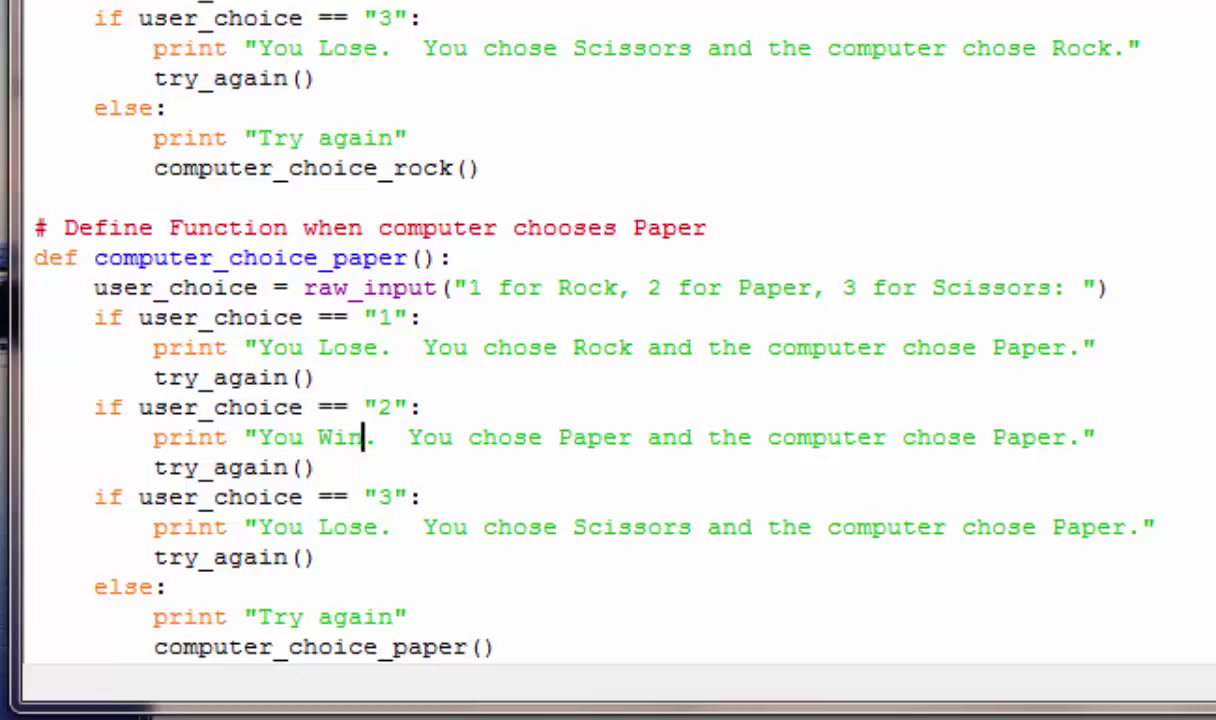 if user_choice == "3":
print "You Lose.  You chose Scissors and the computer chose Rock."
try_again()
else:
print "Try again"
computer_choice_rock()
# Define Function when computer chooses Paper
def computer_choice_paper():
user_choice = raw_input("1 for Rock, 2 for Paper, 3 for Scissors: ")
if user_choice == "1":
print "You Lose.  You chose Rock and the computer chose Paper."
try_again()
if user_choice == "2":
print "You Win.  You chose Paper and the computer chose Paper."
try_again()
if user_choice == "3":
print "You Lose.  You chose Scissors and the computer chose Paper."
try_again()
else:
print "Try again"
computer_choice_paper()